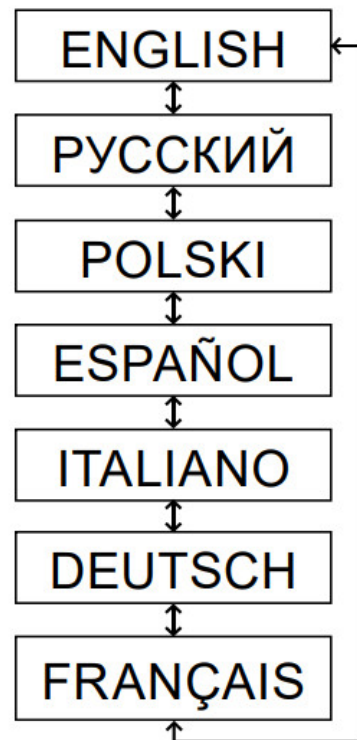 ENGLISH
РУССКИЙ
POLSKI
ESPAÑOL
ITALIANO
DEUTSCH
FRANÇAIS